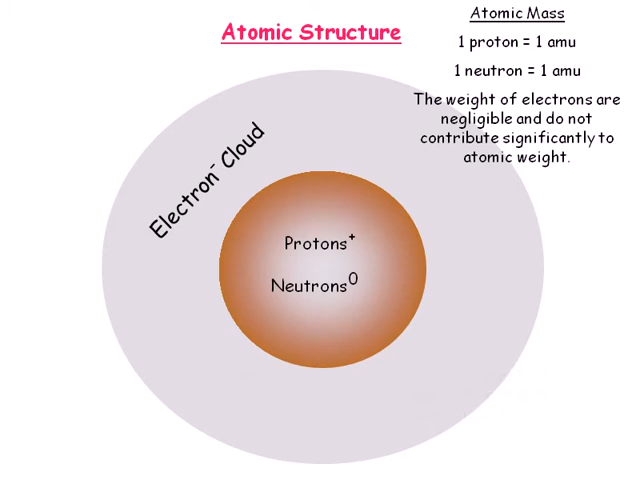 Atomic Structure
Atomic Mass
1 proton = 1 amu
1 neutron = 1 amu
The weight of electrons are
negligible and do not
contribute significantly to
atomic weight.
Electron⁻ Cloud
Protons⁺
Neutrons⁰